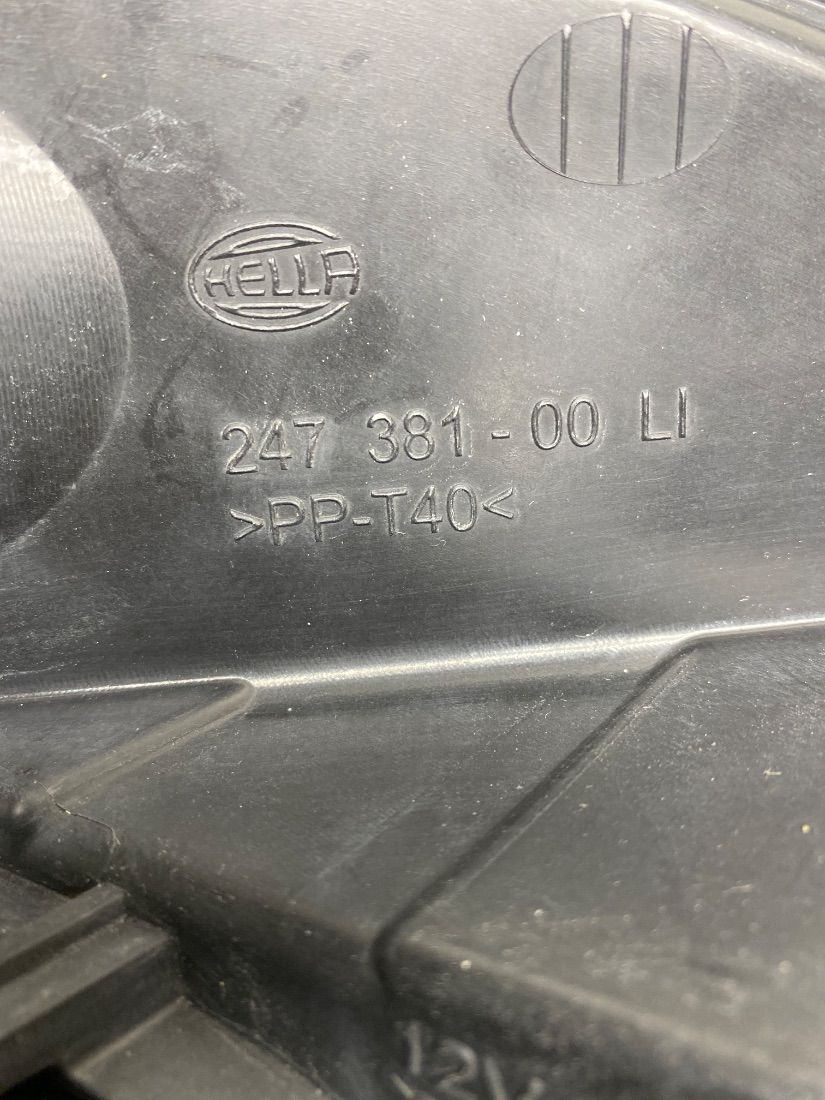 HELLA
247 381-00 LI
>PP-T40<
12V